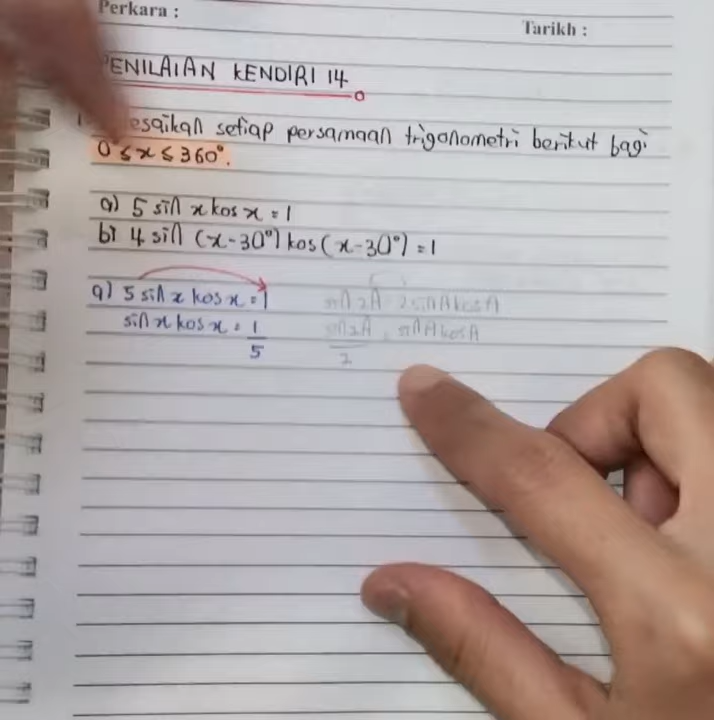 Perkara :
Tarikh :
PENILAIAN KENDIRI 14
setiap persamaan trigonometri berikut bagi
0 ≤ x ≤ 360°.
a) 5 sin x kos x = 1
b) 4 sin (x-30°) kos (x-30°) = 1
a) 5 sin x kos x = 1
sin 2A = 2 sin A kos A
sin x kos x = 1/5
sin 2A/2 = sin A kos A